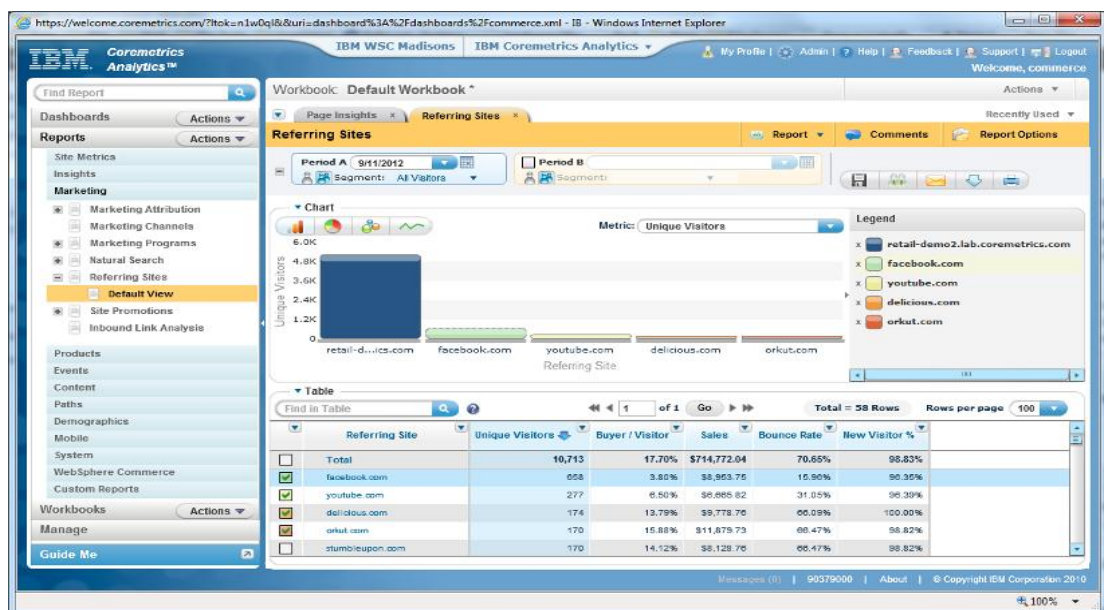 https://welcome.coremetrics.com/?ltok=n1w0qI&i&uri=dashboard%3A%2Fdashboards%2Fcommerce.xml - IB - Windows Internet Explorer
IBM WSC Madisons IBM Coremetrics Analytics
My Profile | Admin | Help | Feedback | Support | Logout
IBM. Coremetrics Analytics™
Welcome, commerce
Find Report
Workbook: Default Workbook *
Actions
Dashboards Actions
Page Insights x Referring Sites x
Recently Used
Reports Actions
Referring Sites
Report Comments Report Options
Site Metrics
Insights
Marketing
Marketing Attribution
Marketing Channels
Marketing Programs
Natural Search
Referring Sites
Default View
Site Promotions
Inbound Link Analysis
Products
Events
Content
Paths
Demographics
Mobile
System
WebSphere Commerce
Custom Reports
Workbooks Actions
Manage
Guide Me
Period A 9/11/2012
Segment: All Visitors
Period B
Segment:
Chart
Metric: Unique Visitors
Unique Visitors
6.0K
4.8K
3.6K
2.4K
1.2K
0
retail-d...ics.com facebook.com youtube.com delicious.com orkut.com
Referring Site
Legend
x retail-demo2.lab.coremetrics.com
x facebook.com
x youtube.com
x delicious.com
x orkut.com
Table
Find in Table
1 of 1 Go
Total = 58 Rows Rows per page 100
Referring Site Unique Visitors Buyer / Visitor Sales Bounce Rate New Visitor %
Total 10,713 17.70% $714,772.04 70.65% 98.83%
facebook.com 658 3.80% $8,953.75 15.96% 90.35%
youtube.com 277 6.50% $6,665.82 31.05% 96.39%
delicious.com 174 13.79% $9,778.76 66.09% 100.00%
orkut.com 170 15.88% $11,879.73 66.47% 98.82%
stumbleupon.com 170 14.12% $8,128.76 66.47% 98.82%
Messages (0) | 90379000 | About | © Copyright IBM Corporation 2010
100%